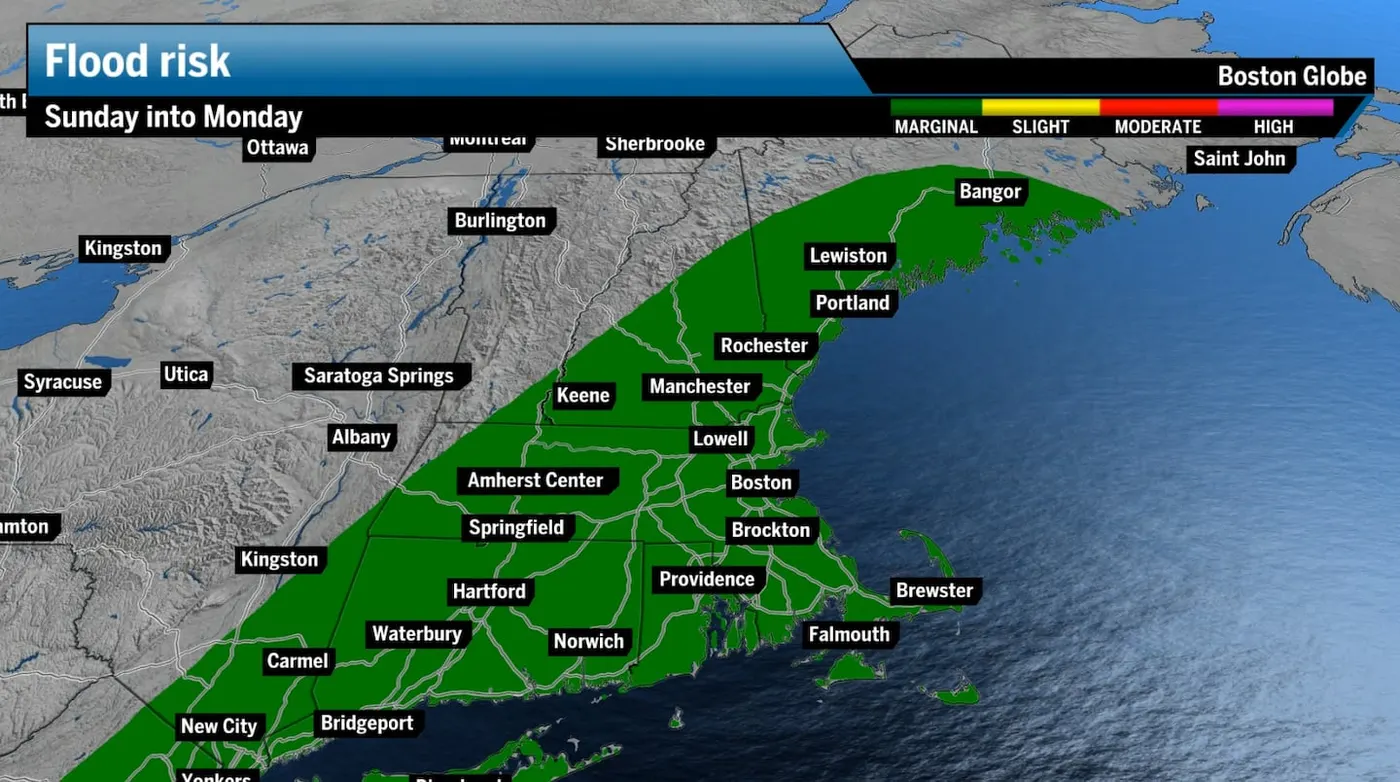 Flood risk
Boston Globe
Sunday into Monday
MARGINAL SLIGHT MODERATE HIGH
Ottawa
Montreal
Sherbrooke
Saint John
Bangor
Burlington
Kingston
Lewiston
Portland
Rochester
Syracuse
Utica
Saratoga Springs
Keene
Manchester
Albany
Lowell
Amherst Center
Boston
Springfield
Brockton
Kingston
Providence
Hartford
Brewster
Waterbury
Norwich
Falmouth
Carmel
New City
Bridgeport
Yonkers